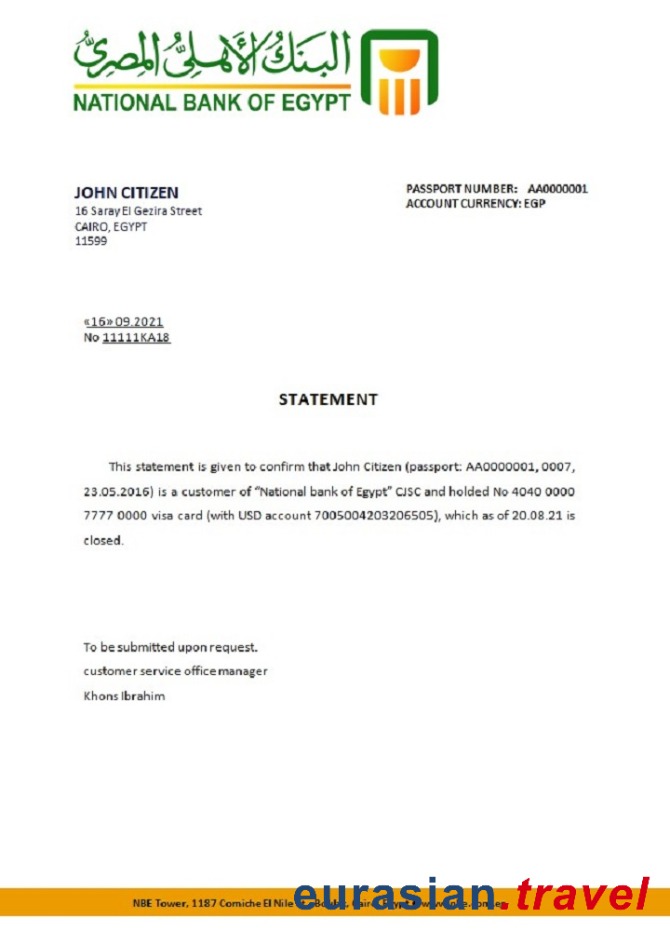 البنك الأهلي المصري
NATIONAL BANK OF EGYPT
JOHN CITIZEN
16 Saray El Gezira Street
CAIRO, EGYPT
11599
PASSPORT NUMBER: AA0000001
ACCOUNT CURRENCY: EGP
«16» 09.2021
No 11111KA18
STATEMENT
This statement is given to confirm that John Citizen (passport: AA0000001, 0007,
23.05.2016) is a customer of “National bank of Egypt” CJSC and holded No 4040 0000
7777 0000 visa card (with USD account 7005004203206505), which as of 20.08.21 is
closed.
To be submitted upon request.
customer service office manager
Khons Ibrahim
NBE Tower, 1187 Corniche El Nile
eurasian.travel